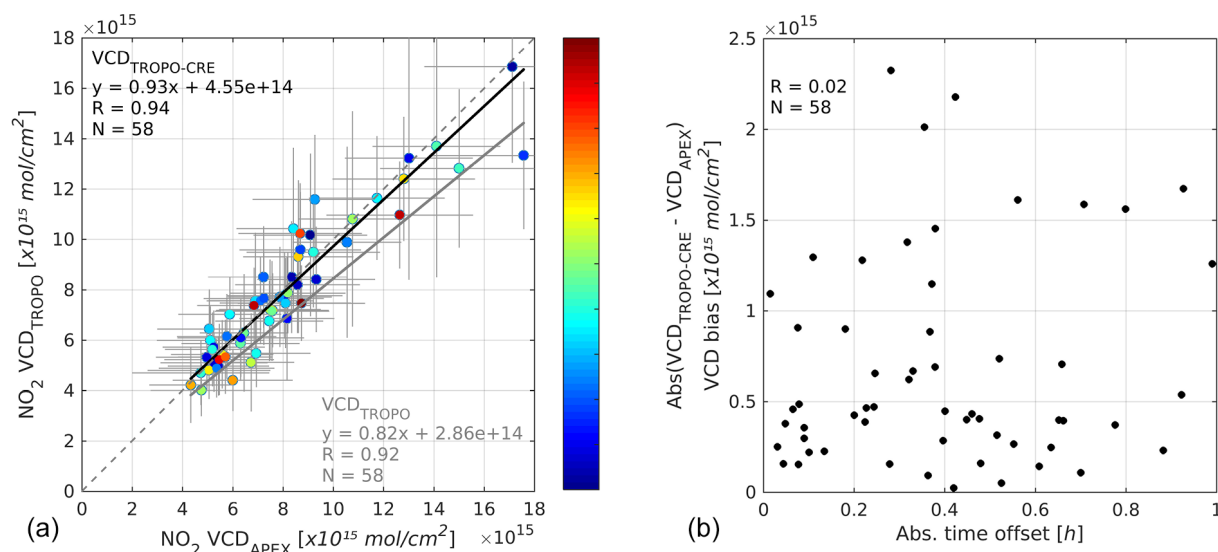 ×10¹⁵
18
16
14
12
10
8
6
4
2
0
NO₂ VCD_TROPO [x10¹⁵ mol/cm²]
VCD_TROPO-CRE
y = 0.93x + 4.55e+14
R = 0.94
N = 58
VCD_TROPO
y = 0.82x + 2.86e+14
R = 0.92
N = 58
0 2 4 6 8 10 12 14 16 18
(a)
NO₂ VCD_APEX [x10¹⁵ mol/cm²] ×10¹⁵
×10¹⁵
2.5
2
1.5
1
0.5
0
Abs(VCD_TROPO-CRE - VCD_APEX)
VCD bias [x10¹⁵ mol/cm²]
R = 0.02
N = 58
0 0.2 0.4 0.6 0.8 1
(b)
Abs. time offset [h]